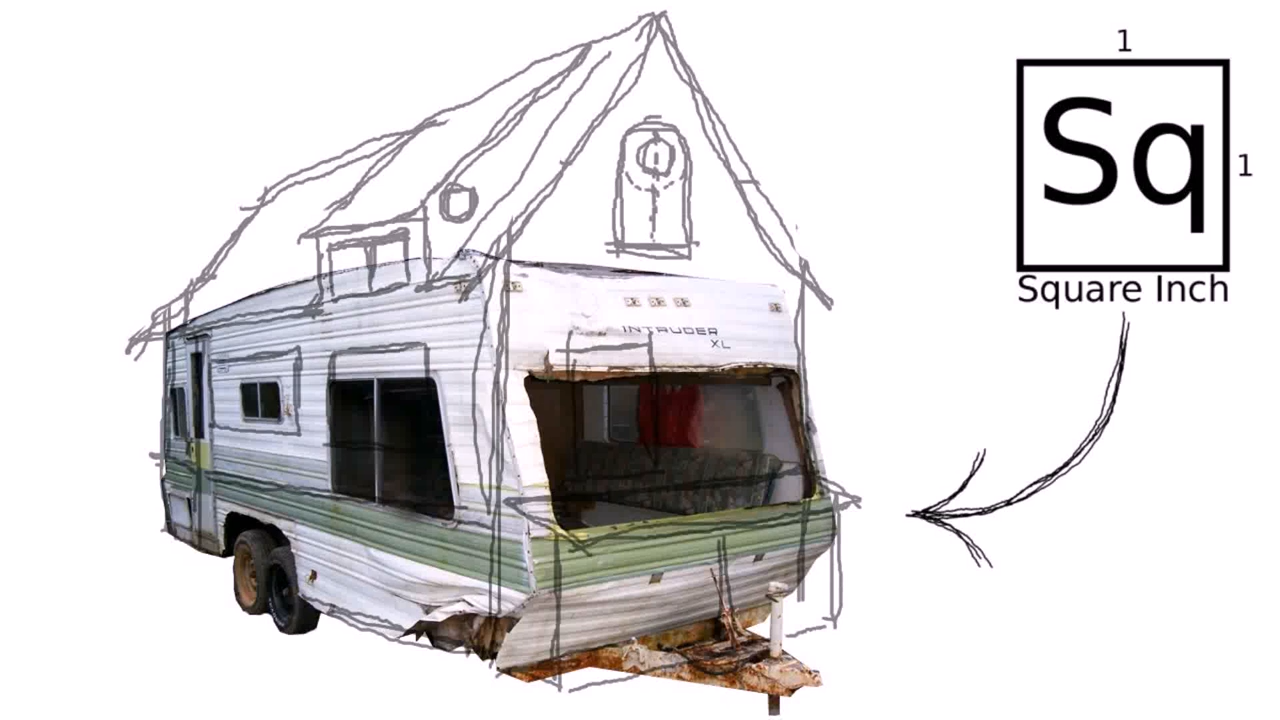 INTRUDER
XL
1
Sq
1
Square Inch